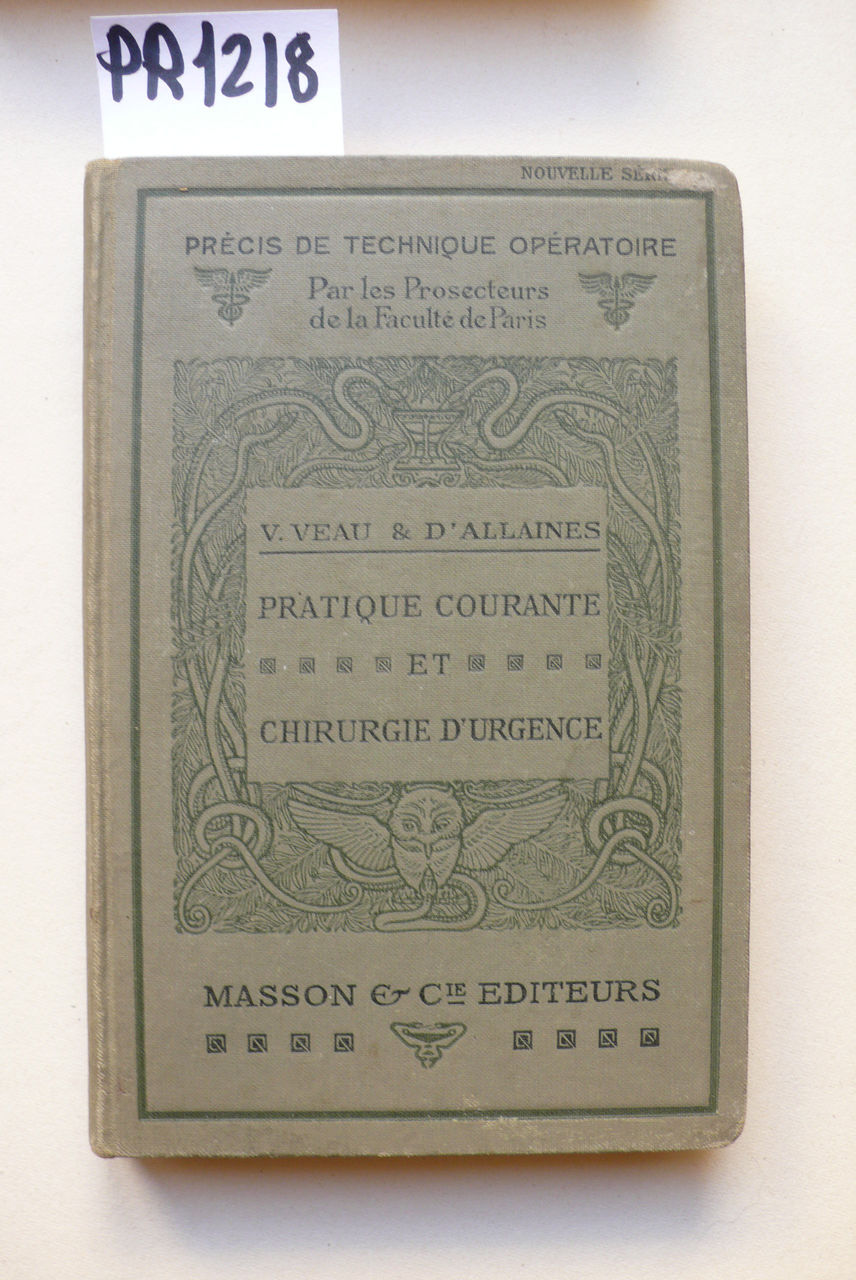 PR1218
NOUVELLE SÉRIE
PRÉCIS DE TECHNIQUE OPÉRATOIRE
Par les Prosecteurs
de la Faculté de Paris
V. VEAU & D'ALLAINES
PRATIQUE COURANTE
ET
CHIRURGIE D'URGENCE
MASSON & CIE EDITEURS